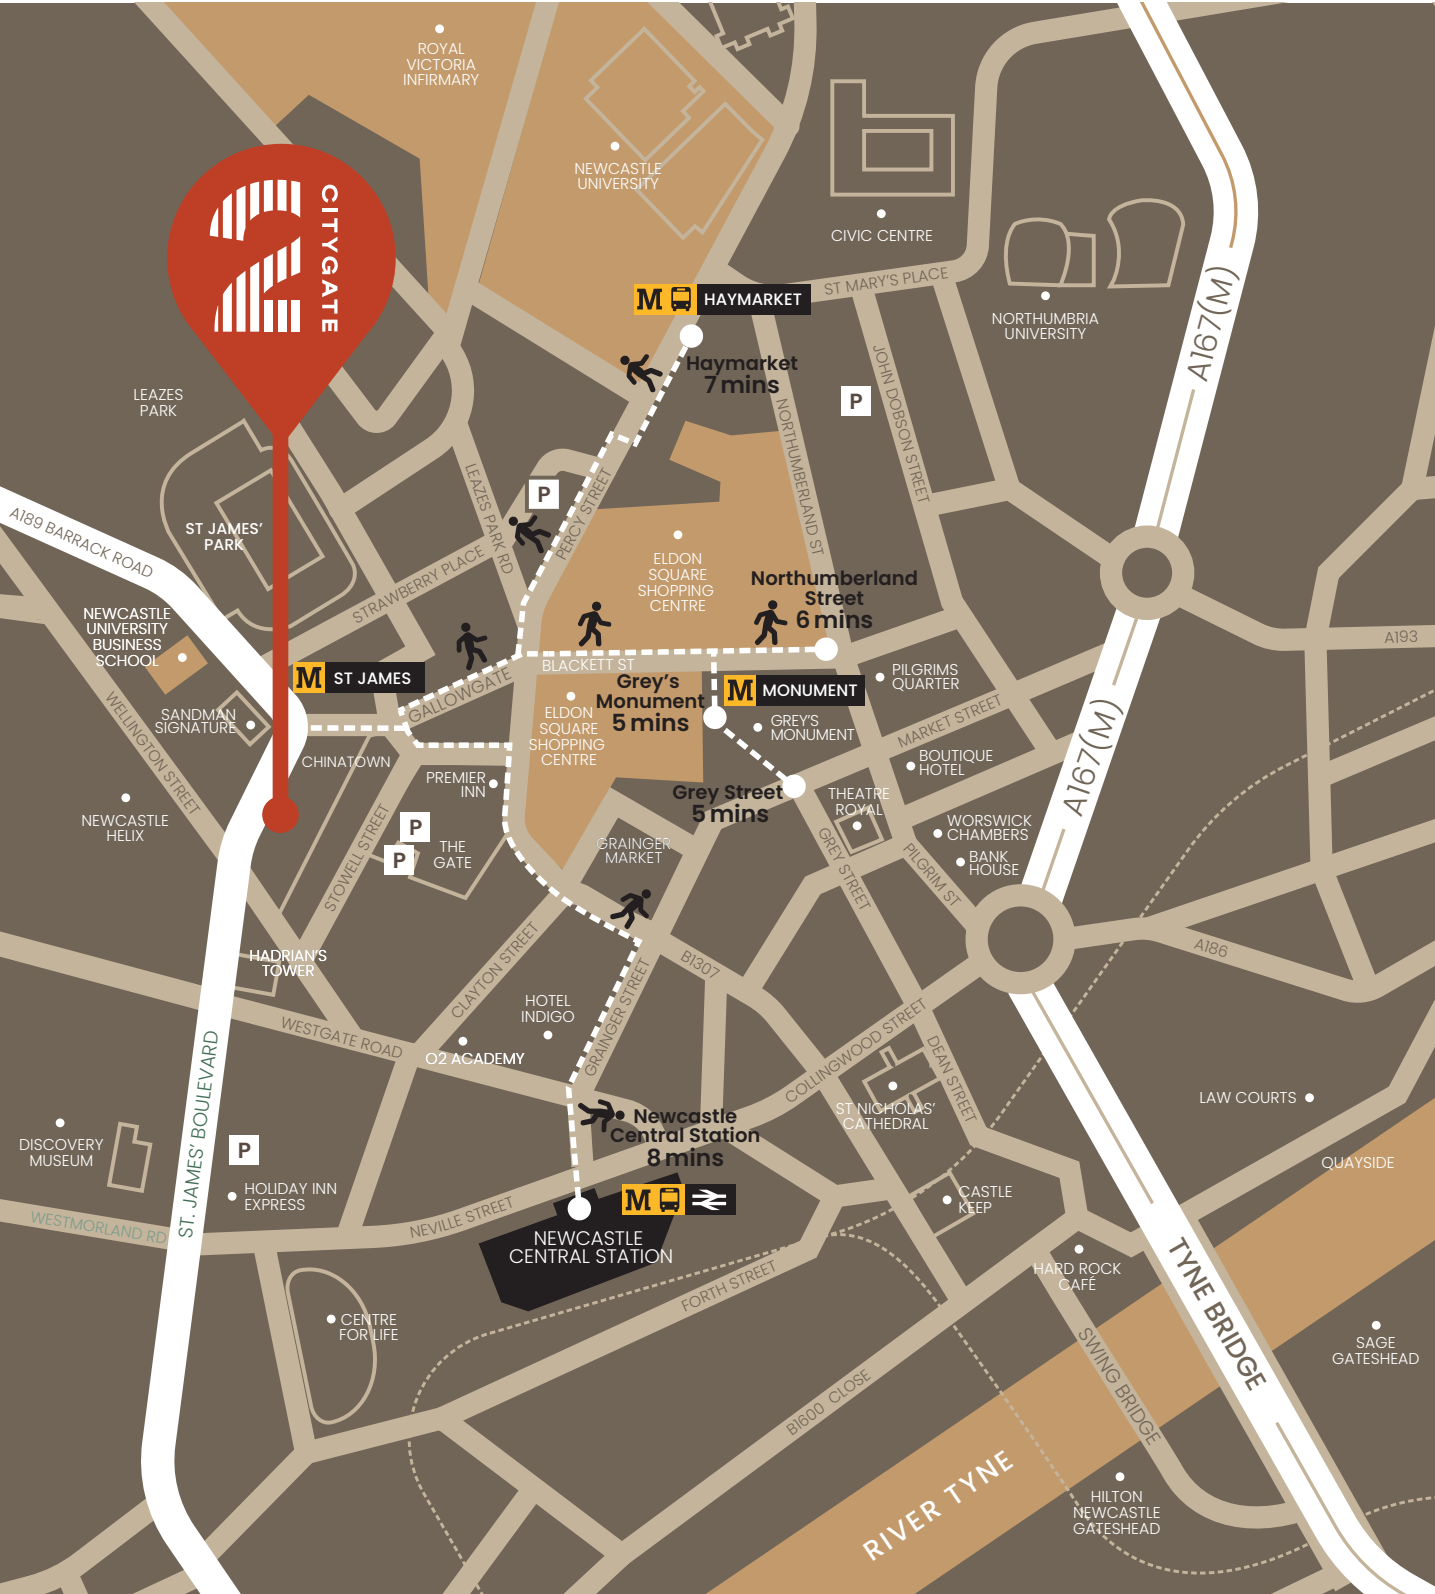 ROYAL
VICTORIA
INFIRMARY
NEWCASTLE
UNIVERSITY
CIVIC CENTRE
2
CITYGATE
ST MARY'S PLACE
M HAYMARKET
Haymarket
7 mins
NORTHUMBRIA
UNIVERSITY
A167(M)
JOHN DOBSON STREET
NORTHUMBERLAND ST
P
LEAZES
PARK
LEAZES PARK RD
P
PERCY STREET
A189 BARRACK ROAD
ST JAMES'
PARK
STRAWBERRY PLACE
ELDON
SQUARE
SHOPPING
CENTRE
Northumberland
Street
6 mins
NEWCASTLE
UNIVERSITY
BUSINESS
SCHOOL
A193
M ST JAMES
BLACKETT ST
GALLOWGATE
Grey's
Monument
5 mins
M MONUMENT
PILGRIMS
QUARTER
WELLINGTON STREET
SANDMAN
SIGNATURE
ELDON
SQUARE
SHOPPING
CENTRE
GREY'S
MONUMENT
MARKET STREET
A167(M)
CHINATOWN
PREMIER
INN
BOUTIQUE
HOTEL
Grey Street
5 mins
THEATRE
ROYAL
NEWCASTLE
HELIX
STOWELL STREET
P
P
THE
GATE
GRAINGER
MARKET
GREY STREET
PILGRIM ST
WORSWICK
CHAMBERS
BANK
HOUSE
HADRIAN'S
TOWER
CLAYTON STREET
B1307
A186
HOTEL
INDIGO
GRAINGER STREET
WESTGATE ROAD
O2 ACADEMY
COLLINGWOOD STREET
DEAN STREET
ST. JAMES' BOULEVARD
ST NICHOLAS'
CATHEDRAL
LAW COURTS
DISCOVERY
MUSEUM
P
Newcastle
Central Station
8 mins
M
QUAYSIDE
HOLIDAY INN
EXPRESS
CASTLE
KEEP
WESTMORLAND RD
NEVILLE STREET
NEWCASTLE
CENTRAL STATION
FORTH STREET
HARD ROCK
CAFÉ
TYNE BRIDGE
CENTRE
FOR LIFE
SWING BRIDGE
SAGE
GATESHEAD
B1600 CLOSE
RIVER TYNE
HILTON
NEWCASTLE
GATESHEAD